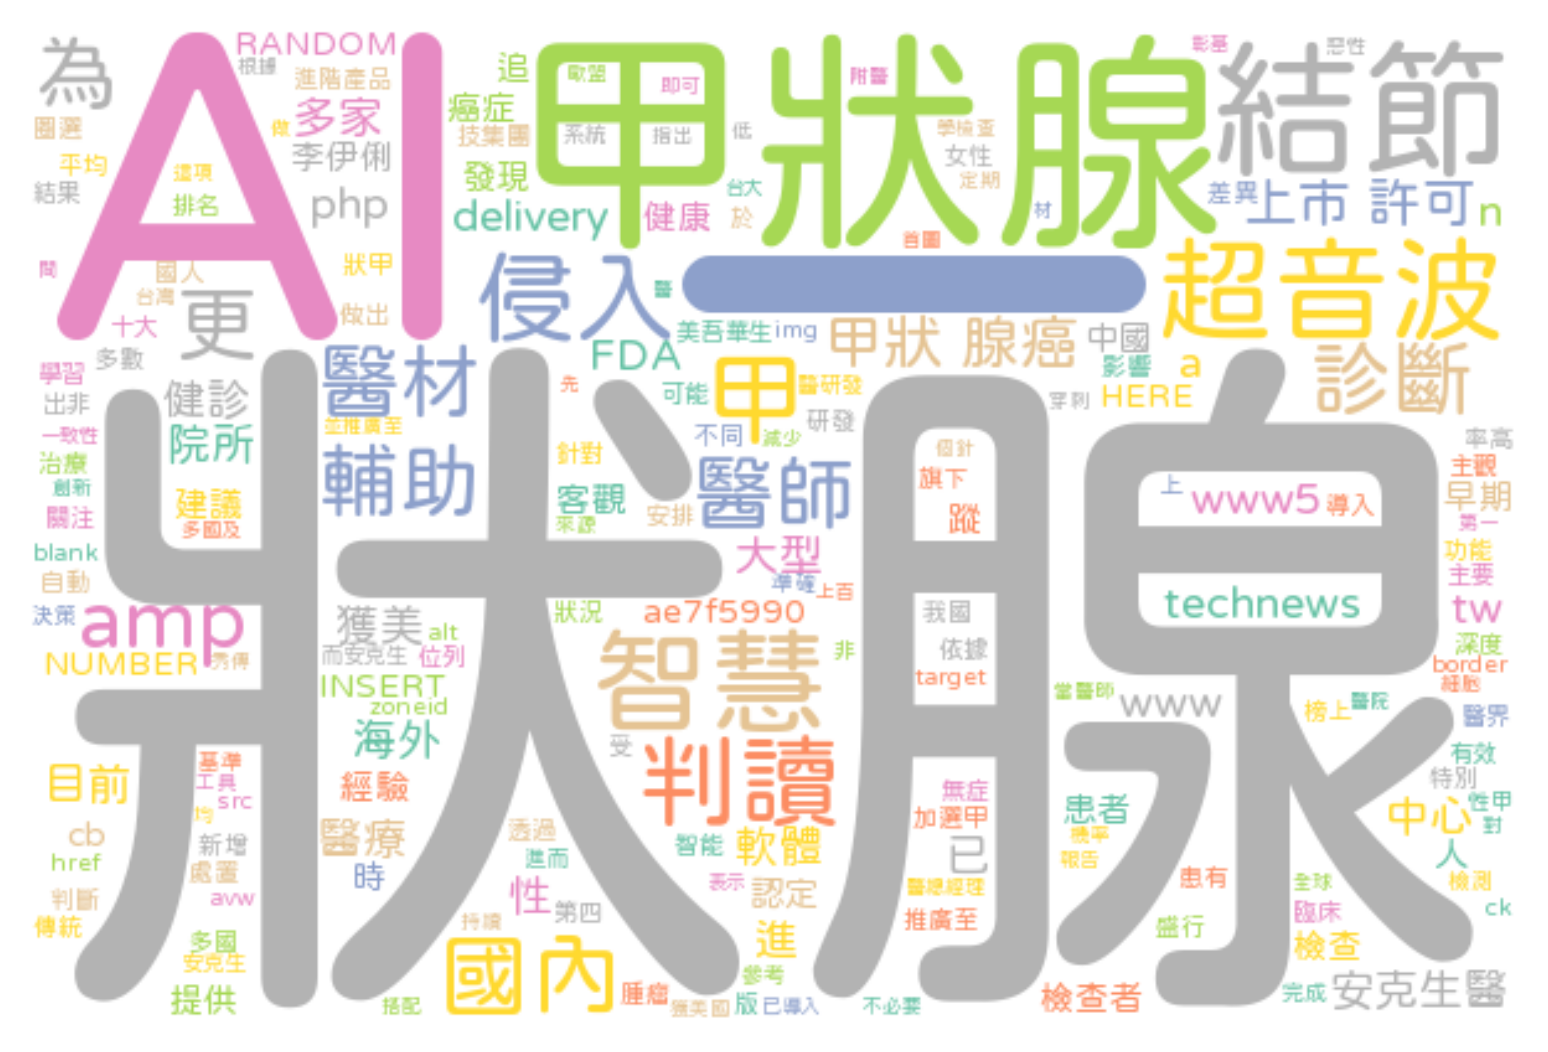 為
AI
RANDOM
根據
進階產品
多家
做
李伊俐
php
追
癌症
技集團
發現
delivery
甲狀腺
歐盟
即可
系統
指出
低
附醫
學檢查
女性
定期
台大
健康
於
材
首圖
彰基
惡性
結節
差異
上市 許可
n
圈選
平均
結果
這項
排名
間
國人
台灣
十大
更
狀甲
做出
多數
侵入
醫
一
超音波
美吾華生
img
甲狀 腺癌
中國
影響
a
HERE
穿刺
診斷
FDA
先
可能
甲
醫研發
研發
不同
減少
學習
出非
一致性
治療
創新
關注
blank
自動
決策
健診
院所
建議
多國及
醫材
並推廣至
輔助
狀腺
針對
客觀
來源
安排
醫師
大型
準確
上百
個針
旗下
蹤
上
www5
導入
率高
主觀
早期
第一
功能
主要
tw
深度
border
細胞
technews
amp
NUMBER
秀傳
獲美
alt
而安克生
位列
INSERT
zoneid
海外
狀況
ae7f5990
智慧
非
我國
依據
target
當醫師
www
榜上
醫院
醫界
有效
特別
性甲
對
中心
人
檢測
ck
目前
cb
href
判斷
傳統
基準
工具
src
均
新增
處置
avw
多國
安克生
提供
經驗
醫療
時
受
判讀
透過
進而
性
第四
持續
國內
搭配
智能
軟體
表示
認定
進
參考
腫瘤
獲美國
版
已導入
不必要
無症
加選甲
已
醫總經理
推廣至
患者
機率
報告
患有
盛行
全球
臨床
檢查
檢查者
完成
安克生醫